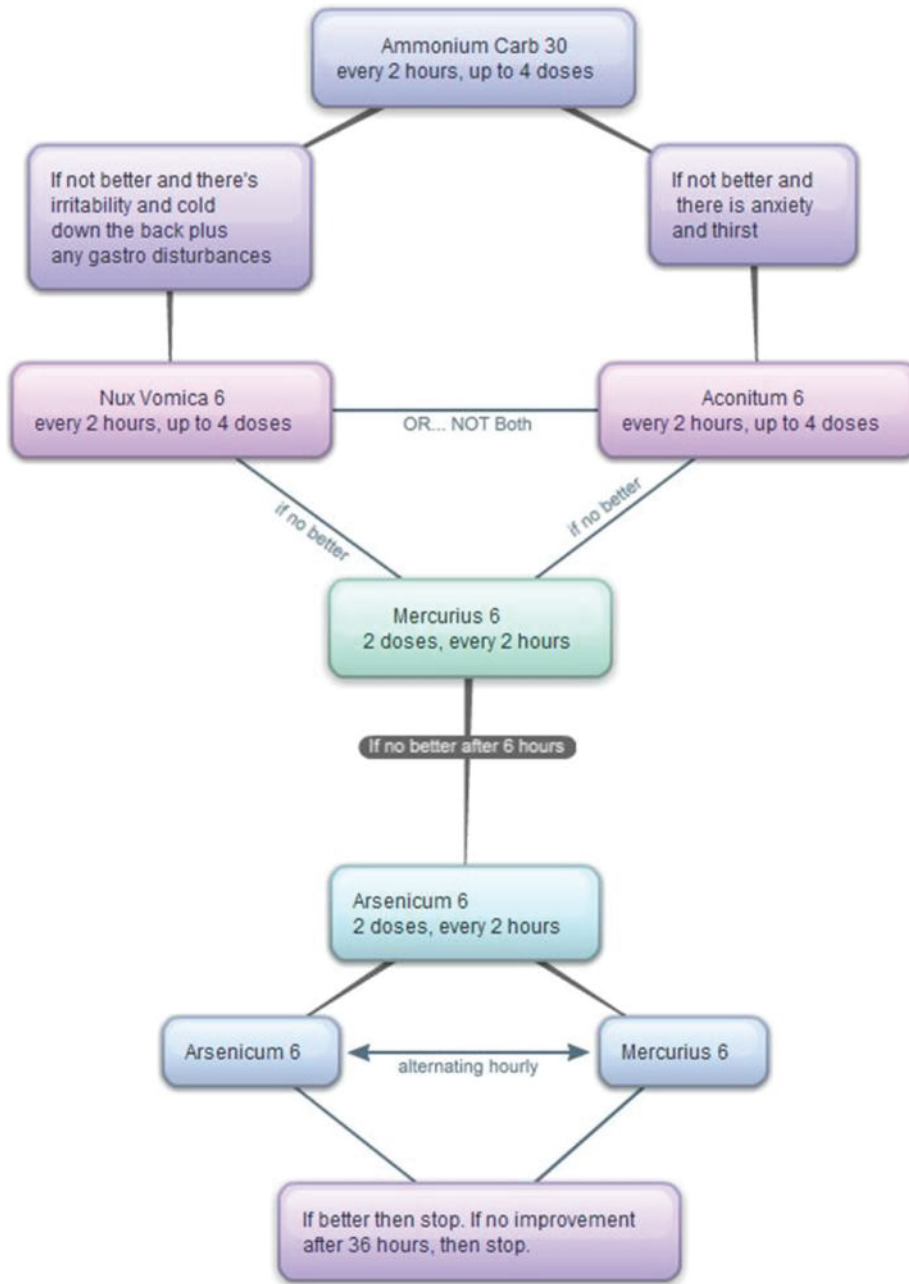 Ammonium Carb 30
every 2 hours, up to 4 doses
If not better and there's
irritability and cold
down the back plus
any gastro disturbances
If not better and
there is anxiety
and thirst
Nux Vomica 6
every 2 hours, up to 4 doses
OR... NOT Both
Aconitum 6
every 2 hours, up to 4 doses
if no better
if no better
Mercurius 6
2 doses, every 2 hours
If no better after 6 hours
Arsenicum 6
2 doses, every 2 hours
Arsenicum 6
alternating hourly
Mercurius 6
If better then stop. If no improvement
after 36 hours, then stop.